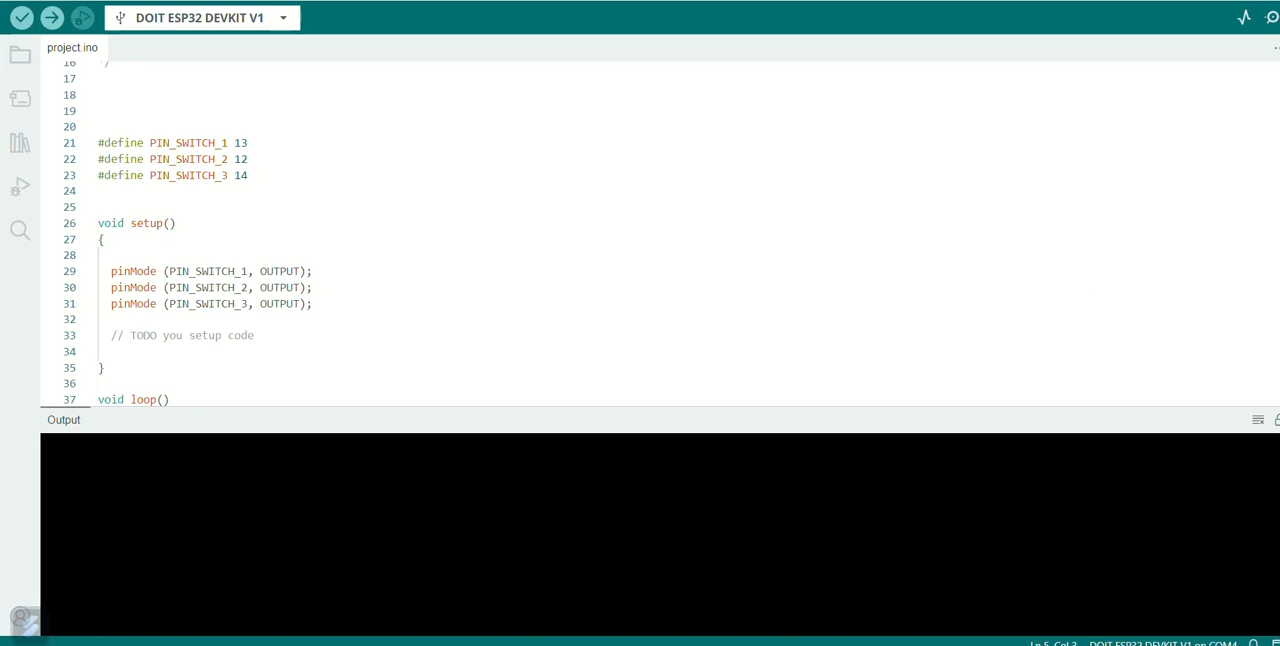 DOIT ESP32 DEVKIT V1
project.ino
16 */
17
18
19
20
21 #define PIN_SWITCH_1 13
22 #define PIN_SWITCH_2 12
23 #define PIN_SWITCH_3 14
24
25
26 void setup()
27 {
28
29 pinMode (PIN_SWITCH_1, OUTPUT);
30 pinMode (PIN_SWITCH_2, OUTPUT);
31 pinMode (PIN_SWITCH_3, OUTPUT);
32
33 // TODO you setup code
34
35 }
36
37 void loop()
Output
Ln 5, Col 3 DOIT ESP32 DEVKIT V1 on COM4